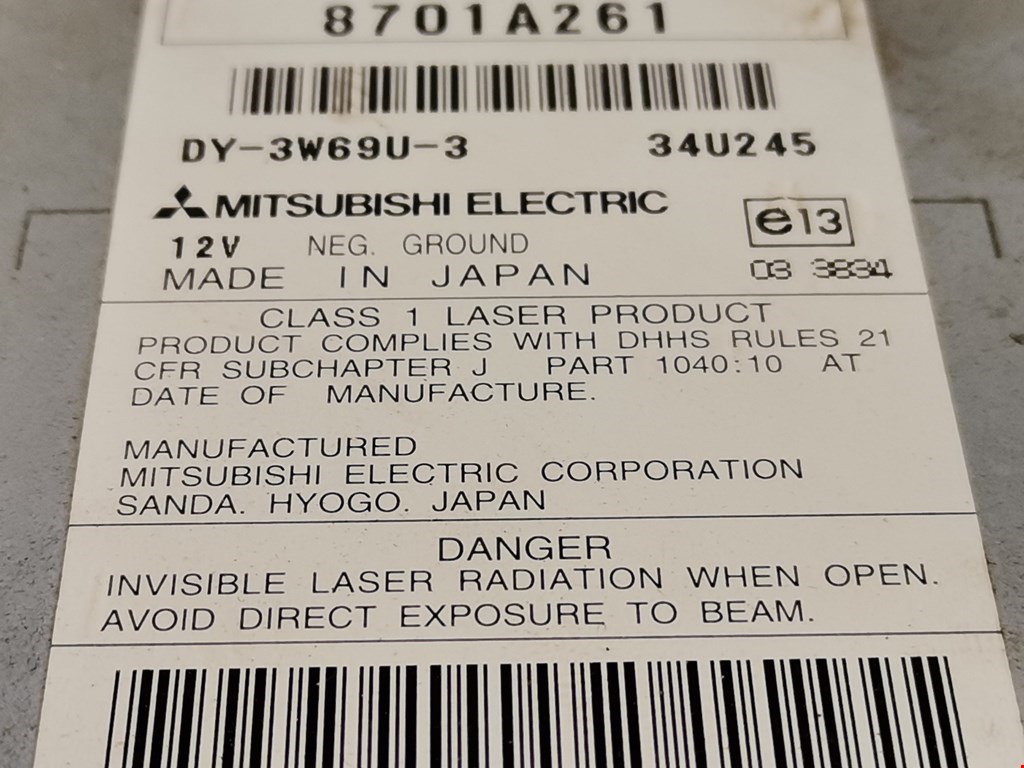 8701A261
DY-3W69U-3 34U245
MITSUBISHI ELECTRIC
12V NEG. GROUND e13
MADE IN JAPAN 03 3834
CLASS 1 LASER PRODUCT
PRODUCT COMPLIES WITH DHHS RULES 21
CFR SUBCHAPTER J PART 1040:10 AT
DATE OF MANUFACTURE.
MANUFACTURED
MITSUBISHI ELECTRIC CORPORATION
SANDA. HYOGO. JAPAN
DANGER
INVISIBLE LASER RADIATION WHEN OPEN.
AVOID DIRECT EXPOSURE TO BEAM.